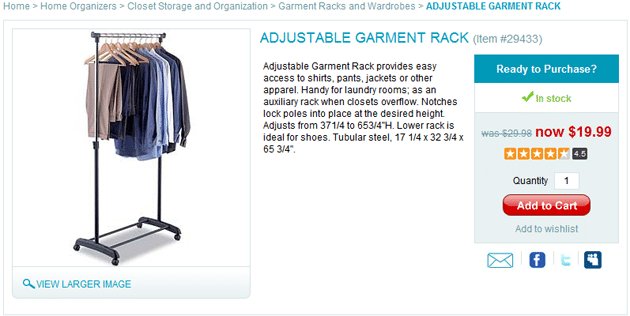 Home > Home Organizers > Closet Storage and Organization > Garment Racks and Wardrobes > ADJUSTABLE GARMENT RACK
ADJUSTABLE GARMENT RACK (Item #29433)
Adjustable Garment Rack provides easy
access to shirts, pants, jackets or other
apparel. Handy for laundry rooms; as an
auxiliary rack when closets overflow. Notches
lock poles into place at the desired height.
Adjusts from 371/4 to 653/4"H. Lower rack is
ideal for shoes. Tubular steel, 17 1/4 x 32 3/4 x
65 3/4".
VIEW LARGER IMAGE
Ready to Purchase?
In stock
was $29.98 now $19.99
4.5
Quantity 1
Add to Cart
Add to wishlist
f
t